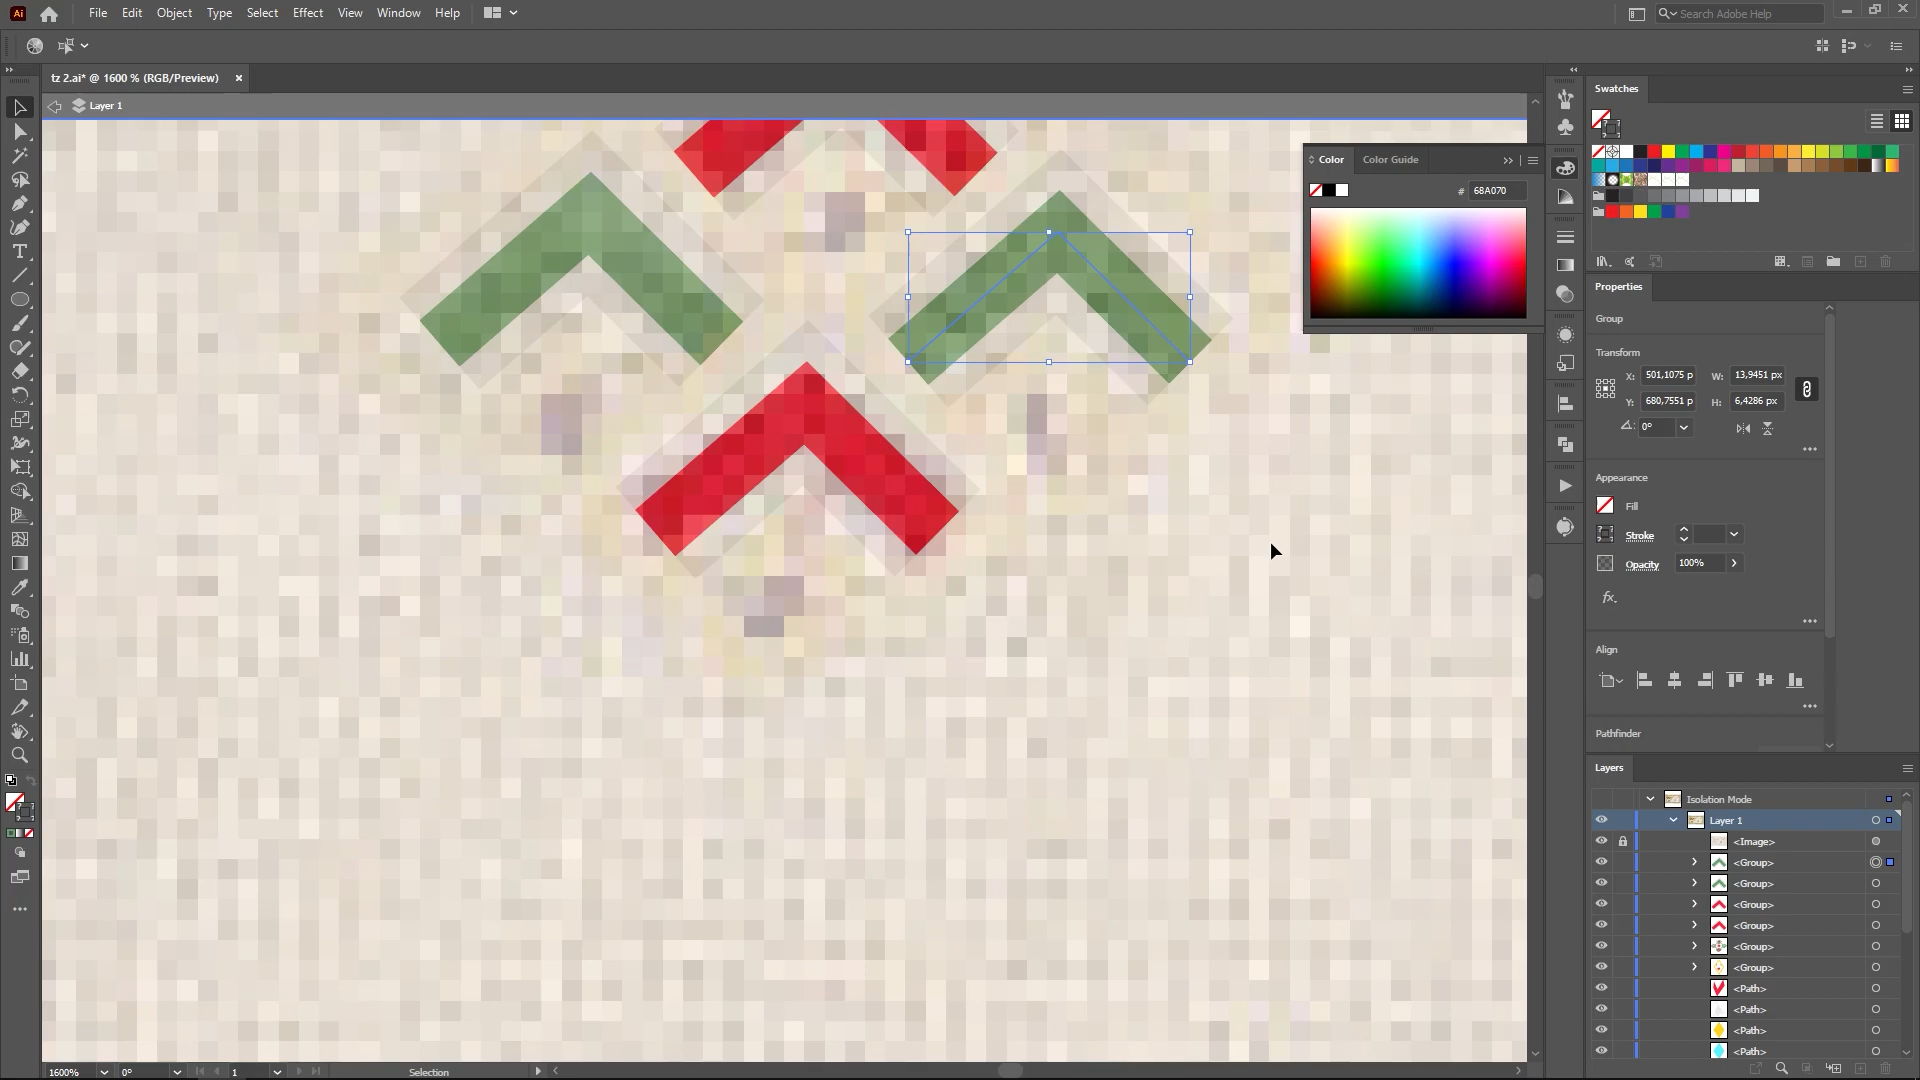 Ai File Edit Object Type Select Effect View Window Help Search Adobe Help
tz 2.ai* @ 1600 % (RGB/Preview) ×
Layer 1
Swatches
Color Color Guide
# 68A070
Properties
Group
Transform
X: 501,1075 p W: 13,9451 px
Y: 680,7551 p H: 6,4286 px
0°
Appearance
Fill
Stroke
Opacity 100%
fx.
Align
Pathfinder
Layers
Isolation Mode
Layer 1
<Image>
<Group>
<Group>
<Group>
<Group>
<Group>
<Group>
<Path>
<Path>
<Path>
<Path>
1600% 0° 1 Selection